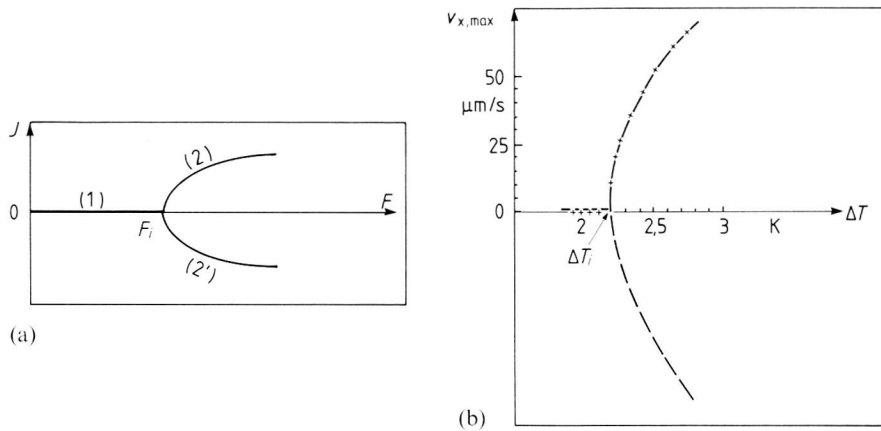 J
(1)
(2)
F
0
F_i
(2')
(a)
v_x,max
50
μm/s
25
0
2
2,5
3
K
ΔT
ΔT_i
(b)